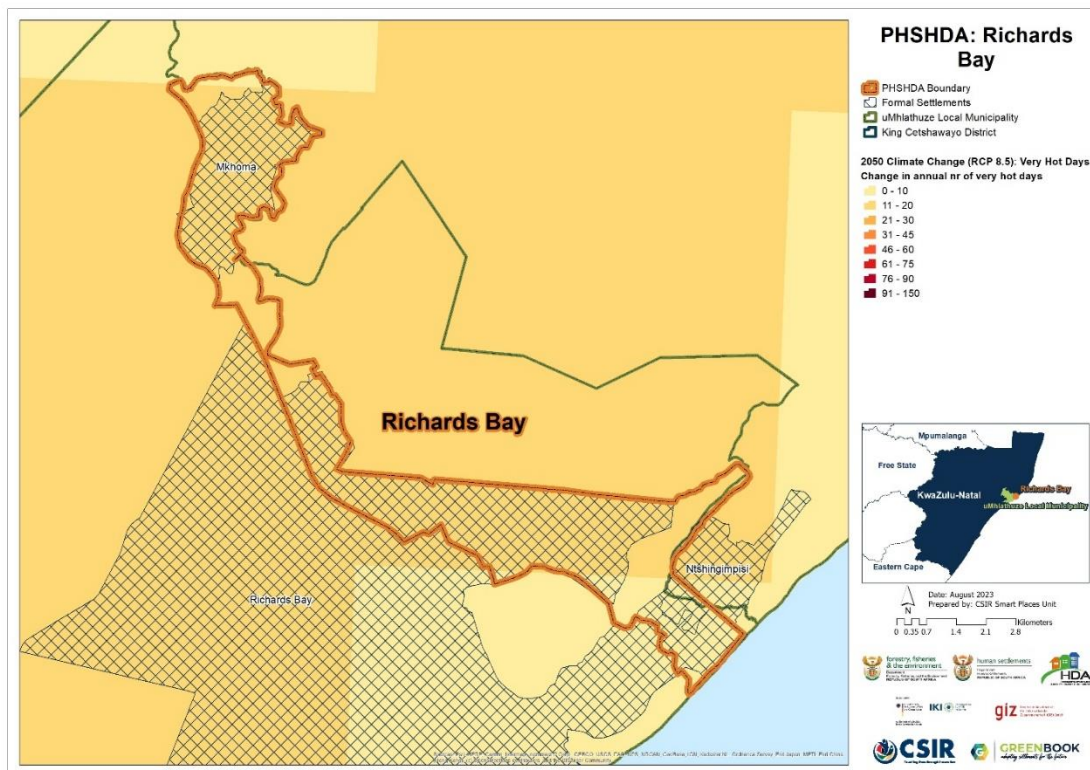 PHSHDA: Richards
Bay
PHSHDA Boundary
Formal Settlements
uMhlathuze Local Municipality
King Cetshwayo District
2050 Climate Change (RCP 8.5): Very Hot Days
Change in annual nr of very hot days
0 - 10
11 - 20
21 - 30
31 - 45
46 - 60
61 - 75
76 - 90
91 - 150
Mkhoma
Richards Bay
Ntshingimpisi
Richards Bay
Mpumalanga
Free State
KwaZulu-Natal
Richards Bay
uMhlathuze Local Municipality
Eastern Cape
N
Date: August 2023
Prepared by: CSIR Smart Places Unit
Kilometers
0 0.35 0.7 1.4 2.1 2.8
forestry, fisheries
& the environment
human settlements
HDA
IKI
giz
CSIR
GREENBOOK